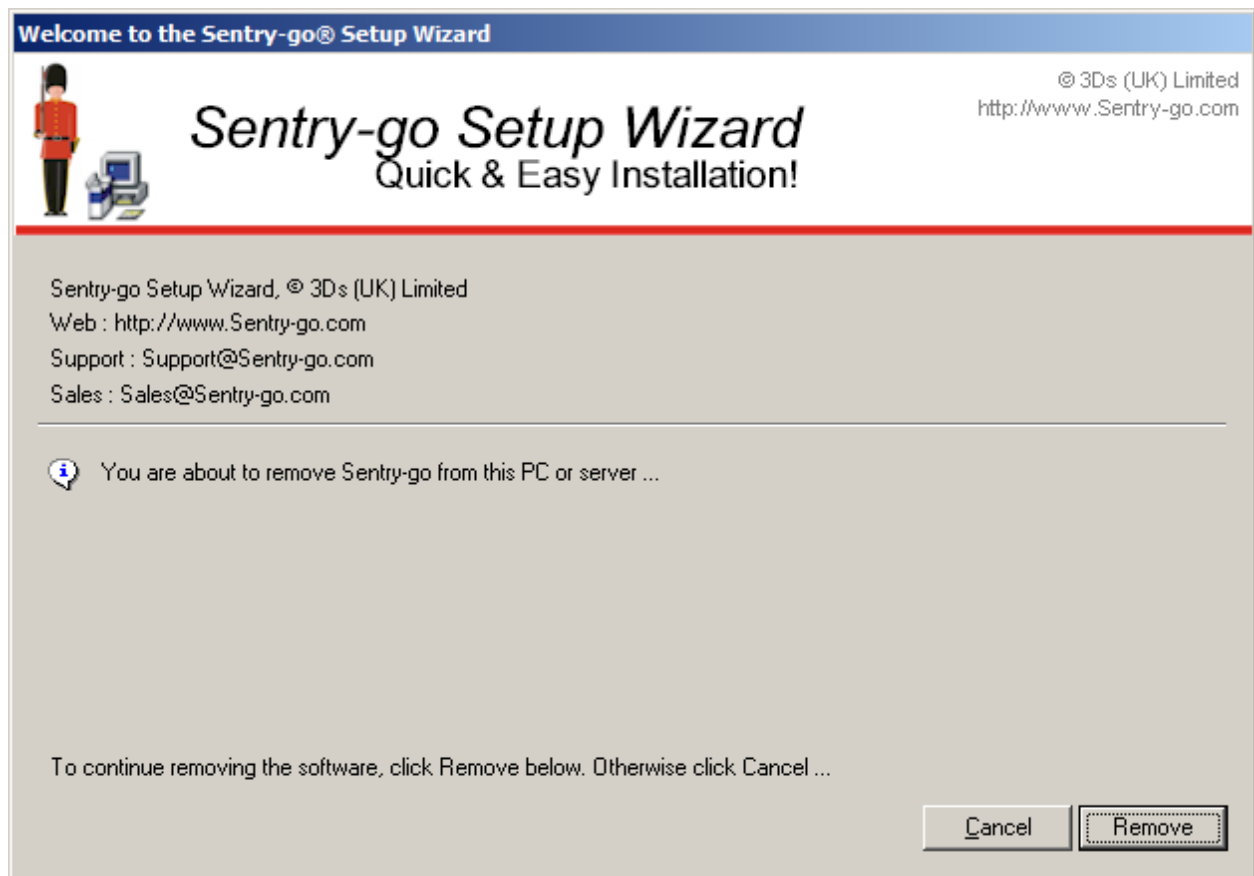 Welcome to the Sentry-go® Setup Wizard
© 3Ds (UK) Limited
http://www.Sentry-go.com
Sentry-go Setup Wizard
Quick & Easy Installation!
Sentry-go Setup Wizard, © 3Ds (UK) Limited
Web : http://www.Sentry-go.com
Support : Support@Sentry-go.com
Sales : Sales@Sentry-go.com
You are about to remove Sentry-go from this PC or server ...
To continue removing the software, click Remove below. Otherwise click Cancel ...
Cancel Remove